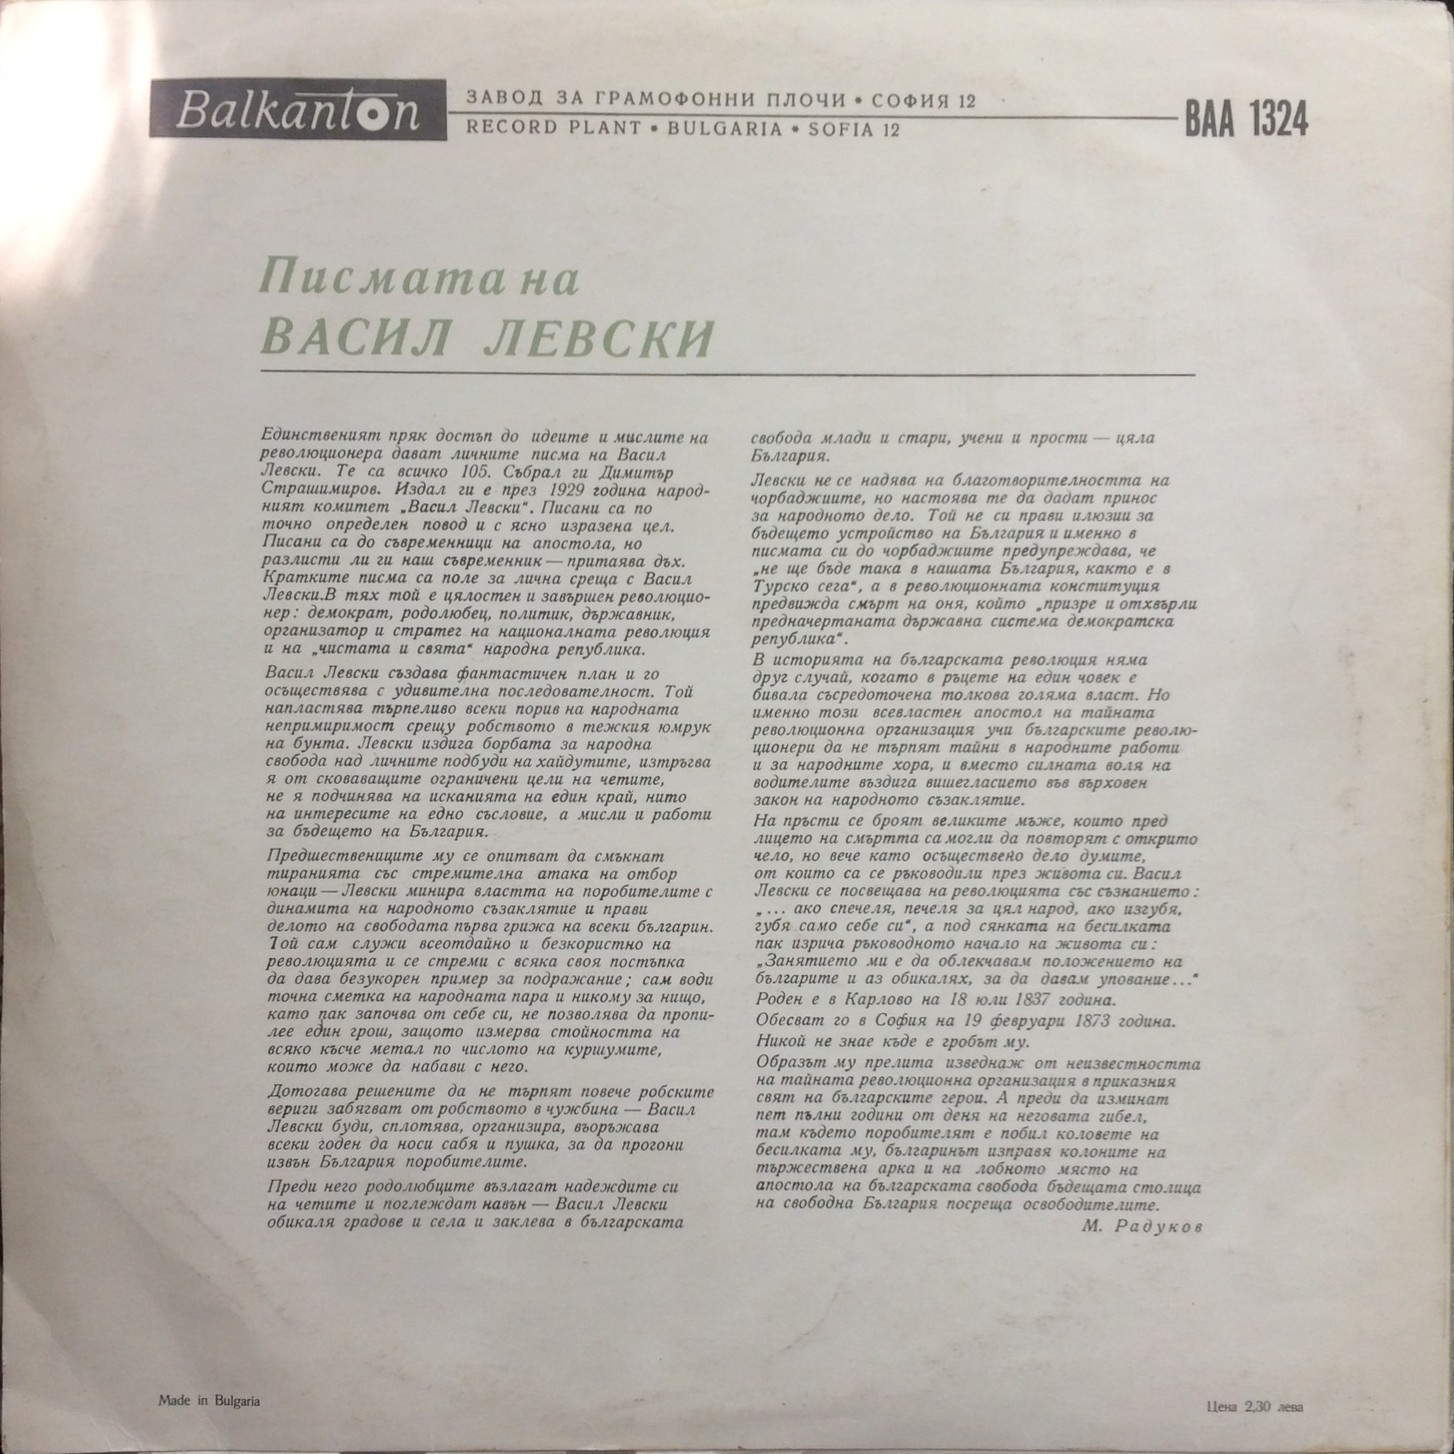 Balkanton
ЗАВОД ЗА ГРАМОФОННИ ПЛОЧИ • СОФИЯ 12
RECORD PLANT • BULGARIA • SOFIA 12
ВАА 1324
Писмата на
ВАСИЛ ЛЕВСКИ
Единственият пряк достъп до идеите и мислите на
революционера дават личните писма на Васил
Левски. Те са всичко 105. Събрал ги Димитър
Страшимиров. Издал ги е през 1929 година народ-
ният комитет „Васил Левски“. Писани са по
точно определен повод и с ясно изразена цел.
Писани са до съвременници на апостола, но
разлисти ли ги наш съвременник — притаява дъх.
Кратките писма са поле за лична среща с Васил
Левски.В тях той е цялостен и завършен революцио-
нер: демократ, родолюбец, политик, държавник,
организатор и стратег на националната революция
и на „чистата и свята“ народна република.
Васил Левски създава фантастичен план и го
осъществява с удивителна последователност. Той
напластява търпеливо всеки порив на народната
непримиримост срещу робството в тежкия юмрук
на бунта. Левски издига борбата за народна
свобода над личните подбуди на хайдутите, изтръгва
я от сковаващите ограничени цели на четите,
не я подчинява на исканията на един край, нито
на интересите на едно съсловие, а мисли и работи
за бъдещето на България.
Предшествениците му се опитват да смъкнат
тиранията със стремителна атака на отбор
юнаци — Левски минира властта на поробителите с
динамита на народното съзаклятие и прави
делото на свободата първа грижа на всеки българин.
Той сам служи всеотдайно и безкористно на
революцията и се стреми с всяка своя постъпка
да дава безукорен пример за подражание; сам води
точна сметка на народната пара и никому за нищо,
като пак започва от себе си, не позволява да пропи-
лее един грош, защото измерва стойността на
всяко късче метал по числото на куршумите,
които може да набави с него.
Дотогава решените да не търпят повече робските
вериги забягват от робството в чужбина — Васил
Левски буди, сплотява, организира, въоръжава
всеки годен да носи сабя и пушка, за да прогони
извън България поробителите.
Преди него родолюбците възлагат надеждите си
на четите и поглеждат навън — Васил Левски
обикаля градове и села и заклева в българската
свобода млади и стари, учени и прости — цяла
България.
Левски не се надява на благотворителността на
чорбаджиите, но настоява те да дадат принос
за народното дело. Той не си прави илюзии за
бъдещето устройство на България и именно в
писмата си до чорбаджиите предупреждава, че
„не ще бъде така в нашата България, както е в
Турско сега“, а в революционната конституция
предвижда смърт на оня, който „призре и отхвърли
предначертаната държавна система демократска
република“.
В историята на българската революция няма
друг случай, когато в ръцете на един човек е
бивала съсредоточена толкова голяма власт. Но
именно този всевластен апостол на тайната
революционна организация учи българските револю-
ционери да не търпят тайни в народните работи
и за народните хора, и вместо силната воля на
водителите въздига вишегласието във върховен
закон на народното съзаклятие.
На пръсти се броят великите мъже, които пред
лицето на смъртта са могли да повторят с открито
чело, но вече като осъществено дело думите,
от които са се ръководили през живота си. Васил
Левски се посвещава на революцията със съзнанието:
„... ако спечеля, печеля за цял народ, ако изгубя,
губя само себе си“, а под сянката на бесилката
пак изрича ръководното начало на живота си:
„Занятието ми е да облекчавам положението на
българите и аз обикалях, за да давам упование...“
Роден е в Карлово на 18 юли 1837 година.
Обесват го в София на 19 февруари 1873 година.
Никой не знае къде е гробът му.
Образът му прелита изведнаж от неизвестността
на тайната революционна организация в приказния
свят на българските герои. А преди да изминат
пет пълни години от деня на неговата гибел,
там където поробителят е побил коловете на
бесилката му, българинът изправя колоните на
тържествена арка и на лобното място на
апостола на българската свобода бъдещата столица
на свободна България посреща освободителите.
М. Радуков
Made in Bulgaria
Цена 2,30 лева